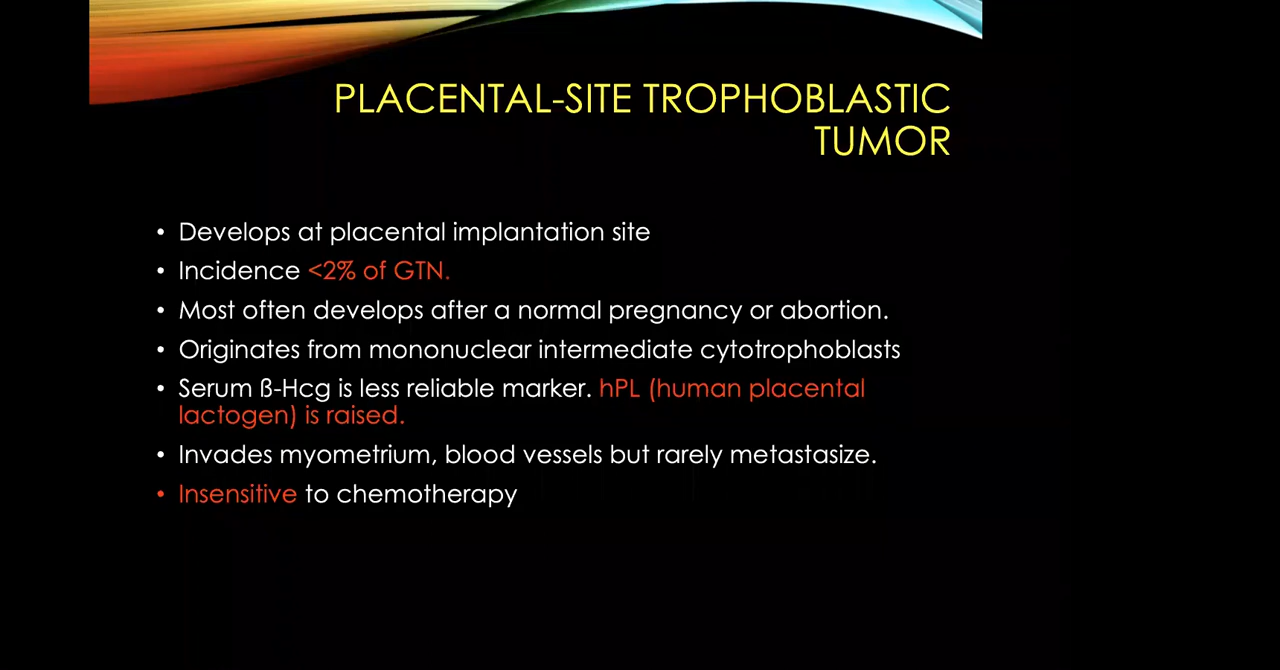 PLACENTAL-SITE TROPHOBLASTIC
TUMOR
• Develops at placental implantation site
• Incidence <2% of GTN.
• Most often develops after a normal pregnancy or abortion.
• Originates from mononuclear intermediate cytotrophoblasts
• Serum ß-Hcg is less reliable marker. hPL (human placental
lactogen) is raised.
• Invades myometrium, blood vessels but rarely metastasize.
• Insensitive to chemotherapy